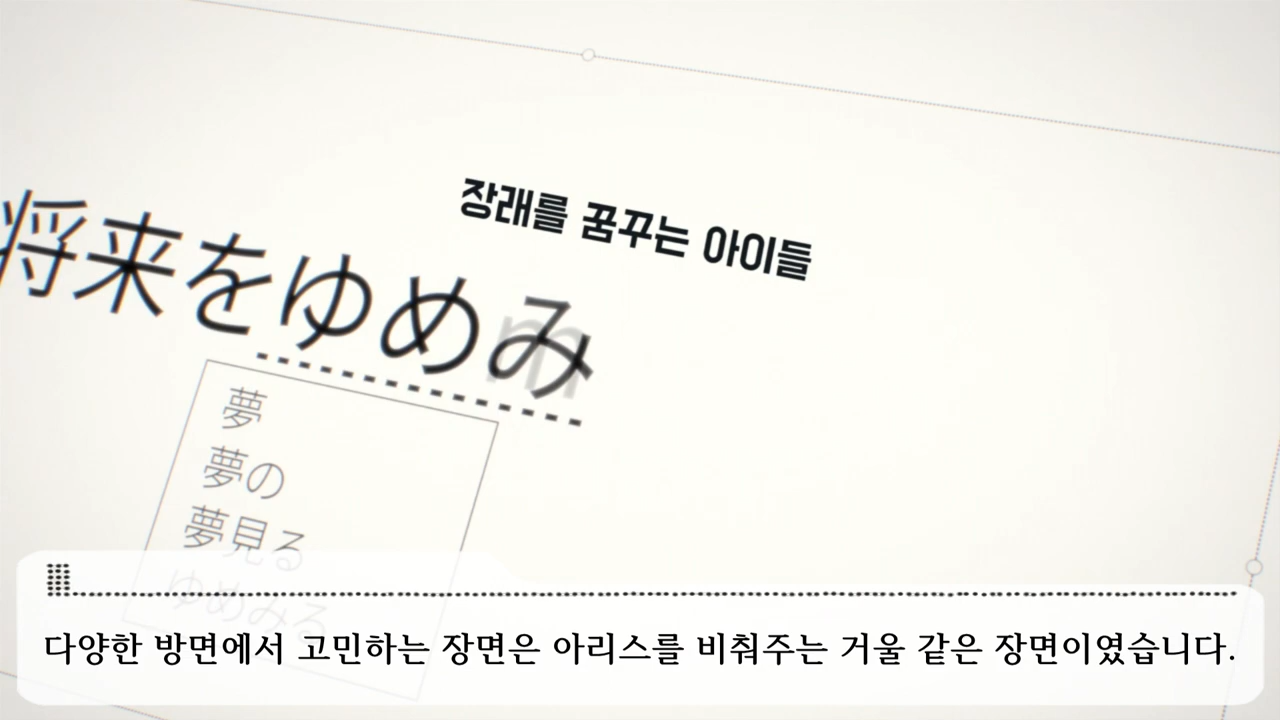 장래를 꿈꾸는 아이들
将来をゆめみ
夢
夢の
夢見る
ゆめみる
다양한 방면에서 고민하는 장면은 아리스를 비춰주는 거울 같은 장면이였습니다.